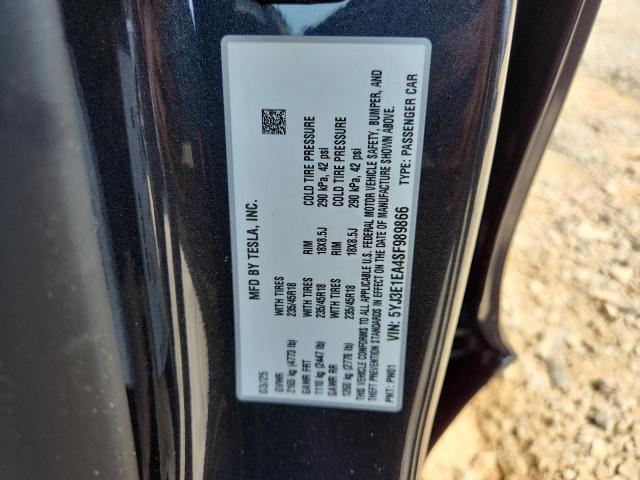 MFD BY TESLA, INC.
03/25
GVWR WITH TIRES RIM COLD TIRE PRESSURE
2165 kg (4773 lb) 235/45R18 18X8.5J 290 kPa, 42 psi
GAWR FRT WITH TIRES RIM COLD TIRE PRESSURE
1110 kg (2447 lb) 235/45R18 18X8.5J 290 kPa, 42 psi
GAWR RR
1260 kg (2778 lb)
THIS VEHICLE CONFORMS TO ALL APPLICABLE U.S. FEDERAL MOTOR VEHICLE SAFETY, BUMPER, AND
THEFT PREVENTION STANDARDS IN EFFECT ON THE DATE OF MANUFACTURE SHOWN ABOVE.
VIN: 5YJ3E1EA4SF989866 TYPE: PASSENGER CAR
PNT: PN01